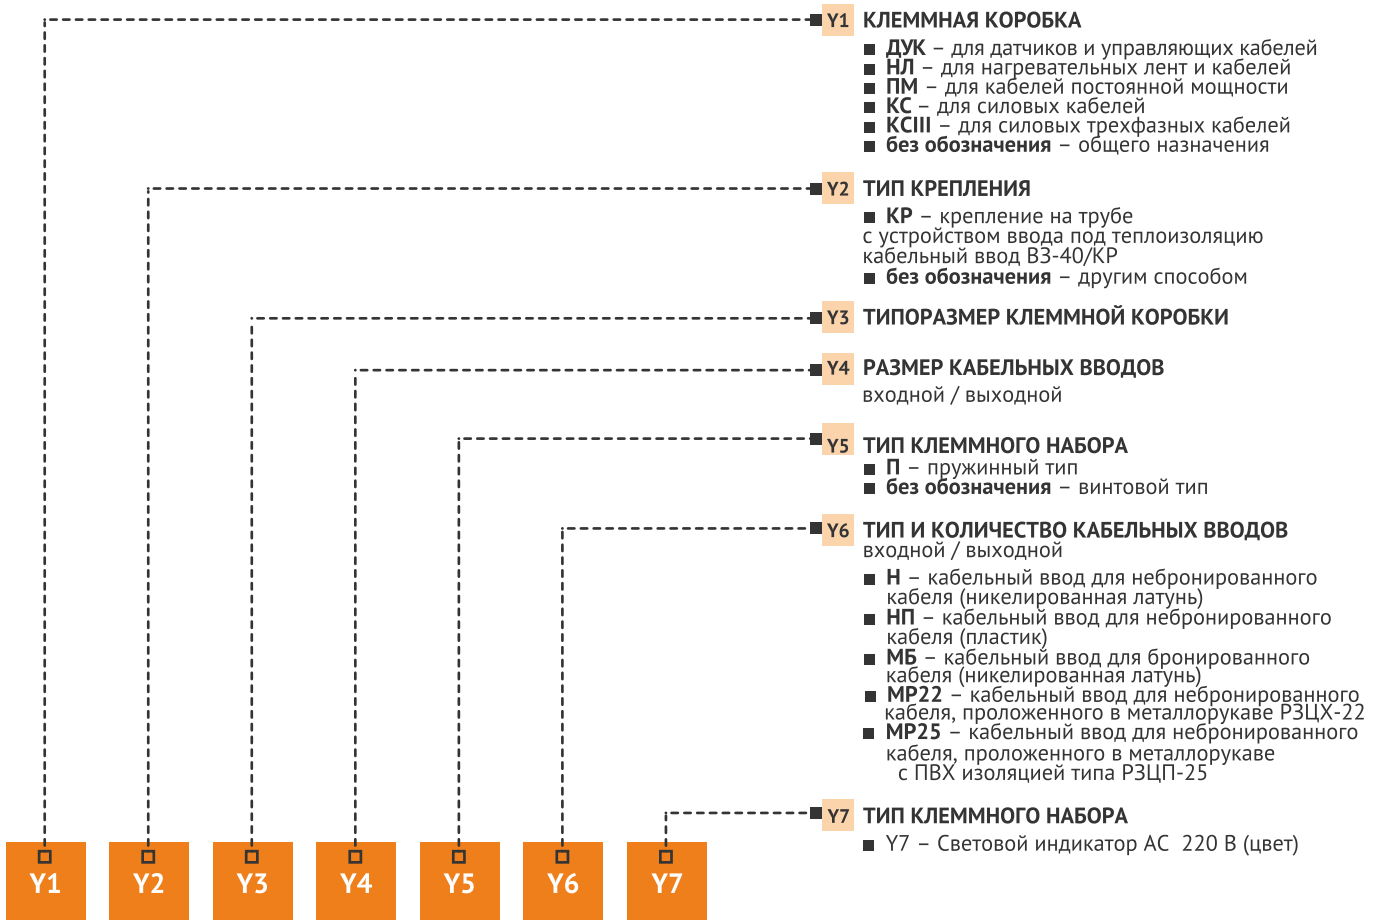 Y1 КЛЕММНАЯ КОРОБКА
ДУК – для датчиков и управляющих кабелей
НЛ – для нагревательных лент и кабелей
ПМ – для кабелей постоянной мощности
КС – для силовых кабелей
КСIII – для силовых трехфазных кабелей
без обозначения – общего назначения
Y2 ТИП КРЕПЛЕНИЯ
КР – крепление на трубе
с устройством ввода под теплоизоляцию
кабельный ввод ВЗ-40/КР
без обозначения – другим способом
Y3 ТИПОРАЗМЕР КЛЕММНОЙ КОРОБКИ
Y4 РАЗМЕР КАБЕЛЬНЫХ ВВОДОВ
входной / выходной
Y5 ТИП КЛЕММНОГО НАБОРА
П – пружинный тип
без обозначения – винтовой тип
Y6 ТИП И КОЛИЧЕСТВО КАБЕЛЬНЫХ ВВОДОВ
входной / выходной
Н – кабельный ввод для небронированного
кабеля (никелированная латунь)
НП – кабельный ввод для небронированного
кабеля (пластик)
МБ – кабельный ввод для бронированного
кабеля (никелированная латунь)
МР22 – кабельный ввод для небронированного
кабеля, проложенного в металлорукаве РЗЦХ-22
МР25 – кабельный ввод для небронированного
кабеля, проложенного в металлорукаве
с ПВХ изоляцией типа РЗЦП-25
Y7 ТИП КЛЕММНОГО НАБОРА
Y7 – Световой индикатор АС 220 В (цвет)
Y1 Y2 Y3 Y4 Y5 Y6 Y7